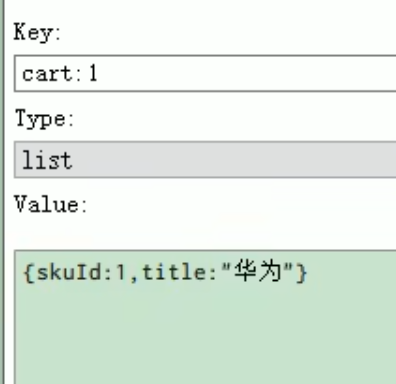 Key:
cart:1
Type:
list
Value:
{skuId:1,title:"华为"}